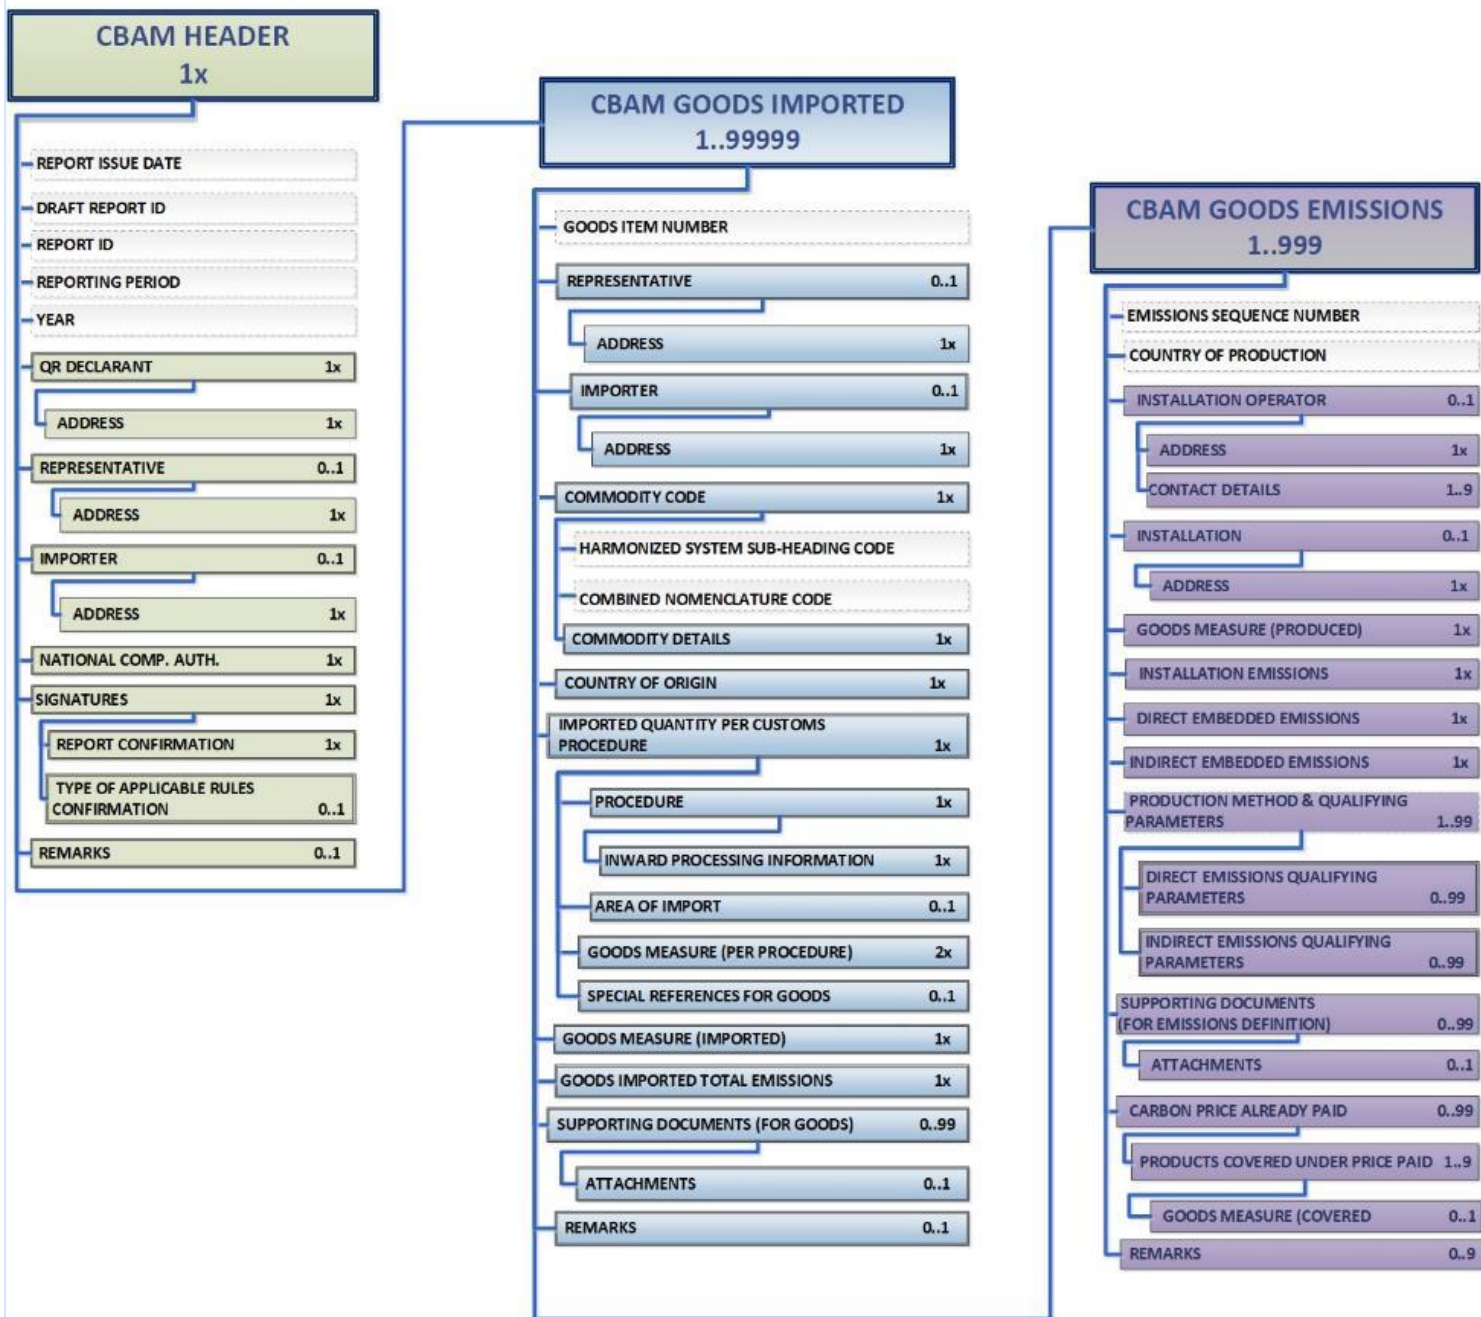 CBAM HEADER
1x
REPORT ISSUE DATE
DRAFT REPORT ID
REPORT ID
REPORTING PERIOD
YEAR
QR DECLARANT 1x
ADDRESS 1x
REPRESENTATIVE 0..1
ADDRESS 1x
IMPORTER 0..1
ADDRESS 1x
NATIONAL COMP. AUTH. 1x
SIGNATURES 1x
REPORT CONFIRMATION 1x
TYPE OF APPLICABLE RULES
CONFIRMATION 0..1
REMARKS 0..1
CBAM GOODS IMPORTED
1..99999
GOODS ITEM NUMBER
REPRESENTATIVE 0..1
ADDRESS 1x
IMPORTER 0..1
ADDRESS 1x
COMMODITY CODE 1x
HARMONIZED SYSTEM SUB-HEADING CODE
COMBINED NOMENCLATURE CODE
COMMODITY DETAILS 1x
COUNTRY OF ORIGIN 1x
IMPORTED QUANTITY PER CUSTOMS
PROCEDURE 1x
PROCEDURE 1x
INWARD PROCESSING INFORMATION 1x
AREA OF IMPORT 0..1
GOODS MEASURE (PER PROCEDURE) 2x
SPECIAL REFERENCES FOR GOODS 0..1
GOODS MEASURE (IMPORTED) 1x
GOODS IMPORTED TOTAL EMISSIONS 1x
SUPPORTING DOCUMENTS (FOR GOODS) 0..99
ATTACHMENTS 0..1
REMARKS 0..1
CBAM GOODS EMISSIONS
1..999
EMISSIONS SEQUENCE NUMBER
COUNTRY OF PRODUCTION
INSTALLATION OPERATOR 0..1
ADDRESS 1x
CONTACT DETAILS 1..9
INSTALLATION 0..1
ADDRESS 1x
GOODS MEASURE (PRODUCED) 1x
INSTALLATION EMISSIONS 1x
DIRECT EMBEDDED EMISSIONS 1x
INDIRECT EMBEDDED EMISSIONS 1x
PRODUCTION METHOD & QUALIFYING
PARAMETERS 1..99
DIRECT EMISSIONS QUALIFYING
PARAMETERS 0..99
INDIRECT EMISSIONS QUALIFYING
PARAMETERS 0..99
SUPPORTING DOCUMENTS
(FOR EMISSIONS DEFINITION) 0..99
ATTACHMENTS 0..1
CARBON PRICE ALREADY PAID 0..99
PRODUCTS COVERED UNDER PRICE PAID 1..9
GOODS MEASURE (COVERED 0..1
REMARKS 0..9